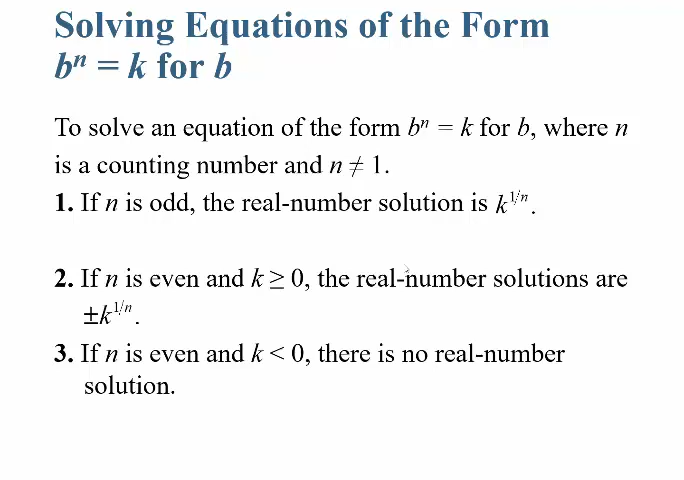 Solving Equations of the Form
bⁿ = k for b
To solve an equation of the form bⁿ = k for b, where n
is a counting number and n ≠ 1.
1. If n is odd, the real-number solution is k^{1/n}.
2. If n is even and k ≥ 0, the real-number solutions are
±k^{1/n}.
3. If n is even and k < 0, there is no real-number
solution.